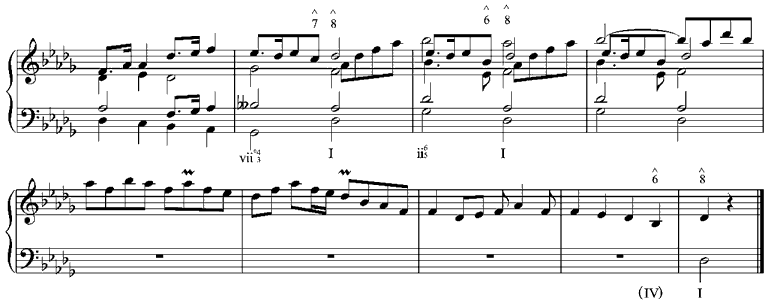 ^ ^ ^ ^
7 8 6 8
vii°4/3 I ii6/5 I
^ ^
6 8
(IV) I